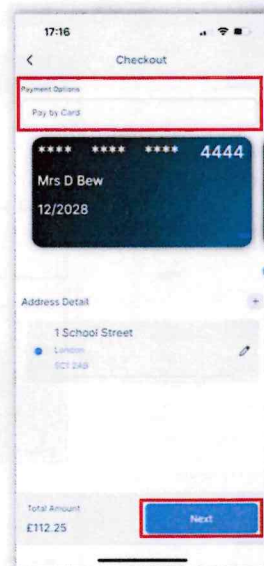 17:16
Checkout
Payment Options
Pay by Card
**** **** **** 4444
Mrs D Bew
12/2028
Address Detail
+
1 School Street
London
SC1 2AB
Total Amount
£112.25
Next